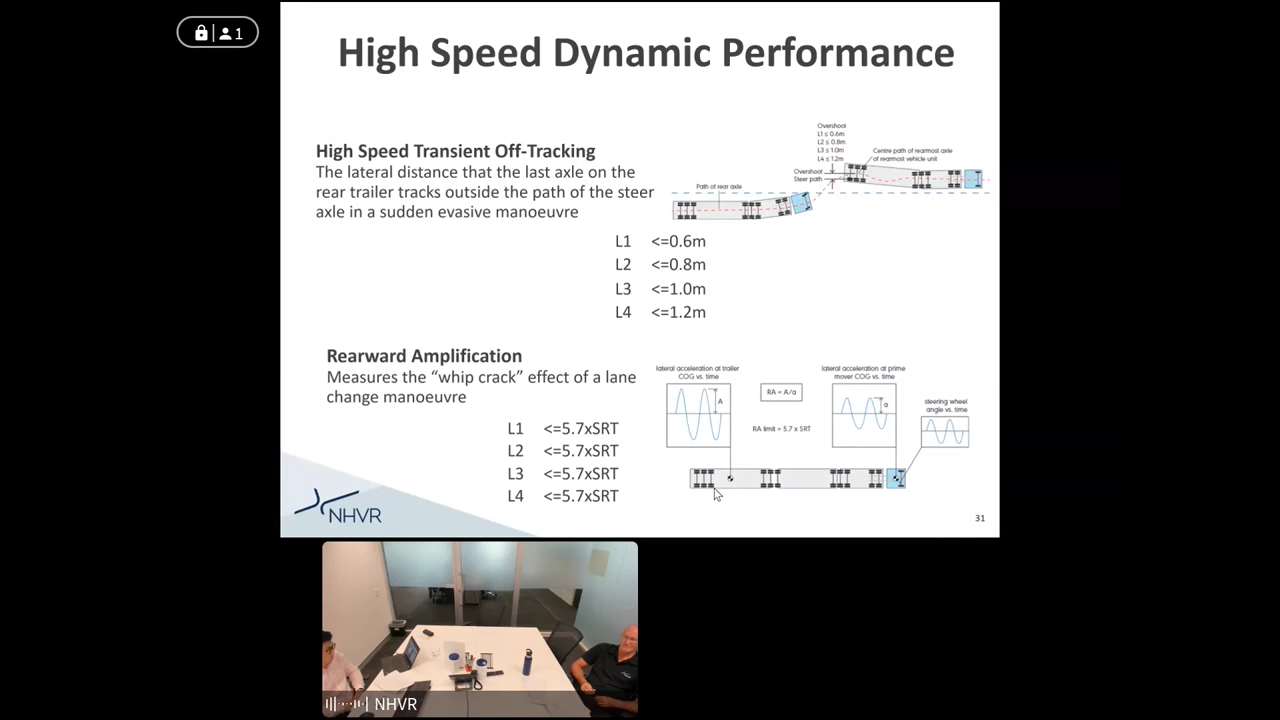 1
High Speed Dynamic Performance
High Speed Transient Off-Tracking
The lateral distance that the last axle on the
rear trailer tracks outside the path of the steer
axle in a sudden evasive manoeuvre
Overshoot
L1 ≤ 0.6m
L2 ≤ 0.8m
L3 ≤ 1.0m
L4 ≤ 1.2m
Centre path of rearmost axle
of rearmost vehicle unit
Overshoot
Steer path
Path of rear axle
L1 <=0.6m
L2 <=0.8m
L3 <=1.0m
L4 <=1.2m
Rearward Amplification
Measures the “whip crack” effect of a lane
change manoeuvre
L1 <=5.7xSRT
L2 <=5.7xSRT
L3 <=5.7xSRT
L4 <=5.7xSRT
lateral acceleration at trailer
COG vs. time
A
RA = A/a
RA limit = 5.7 x SRT
lateral acceleration at prime
mover COG vs. time
a
steering wheel
angle vs. time
NHVR
31
NHVR